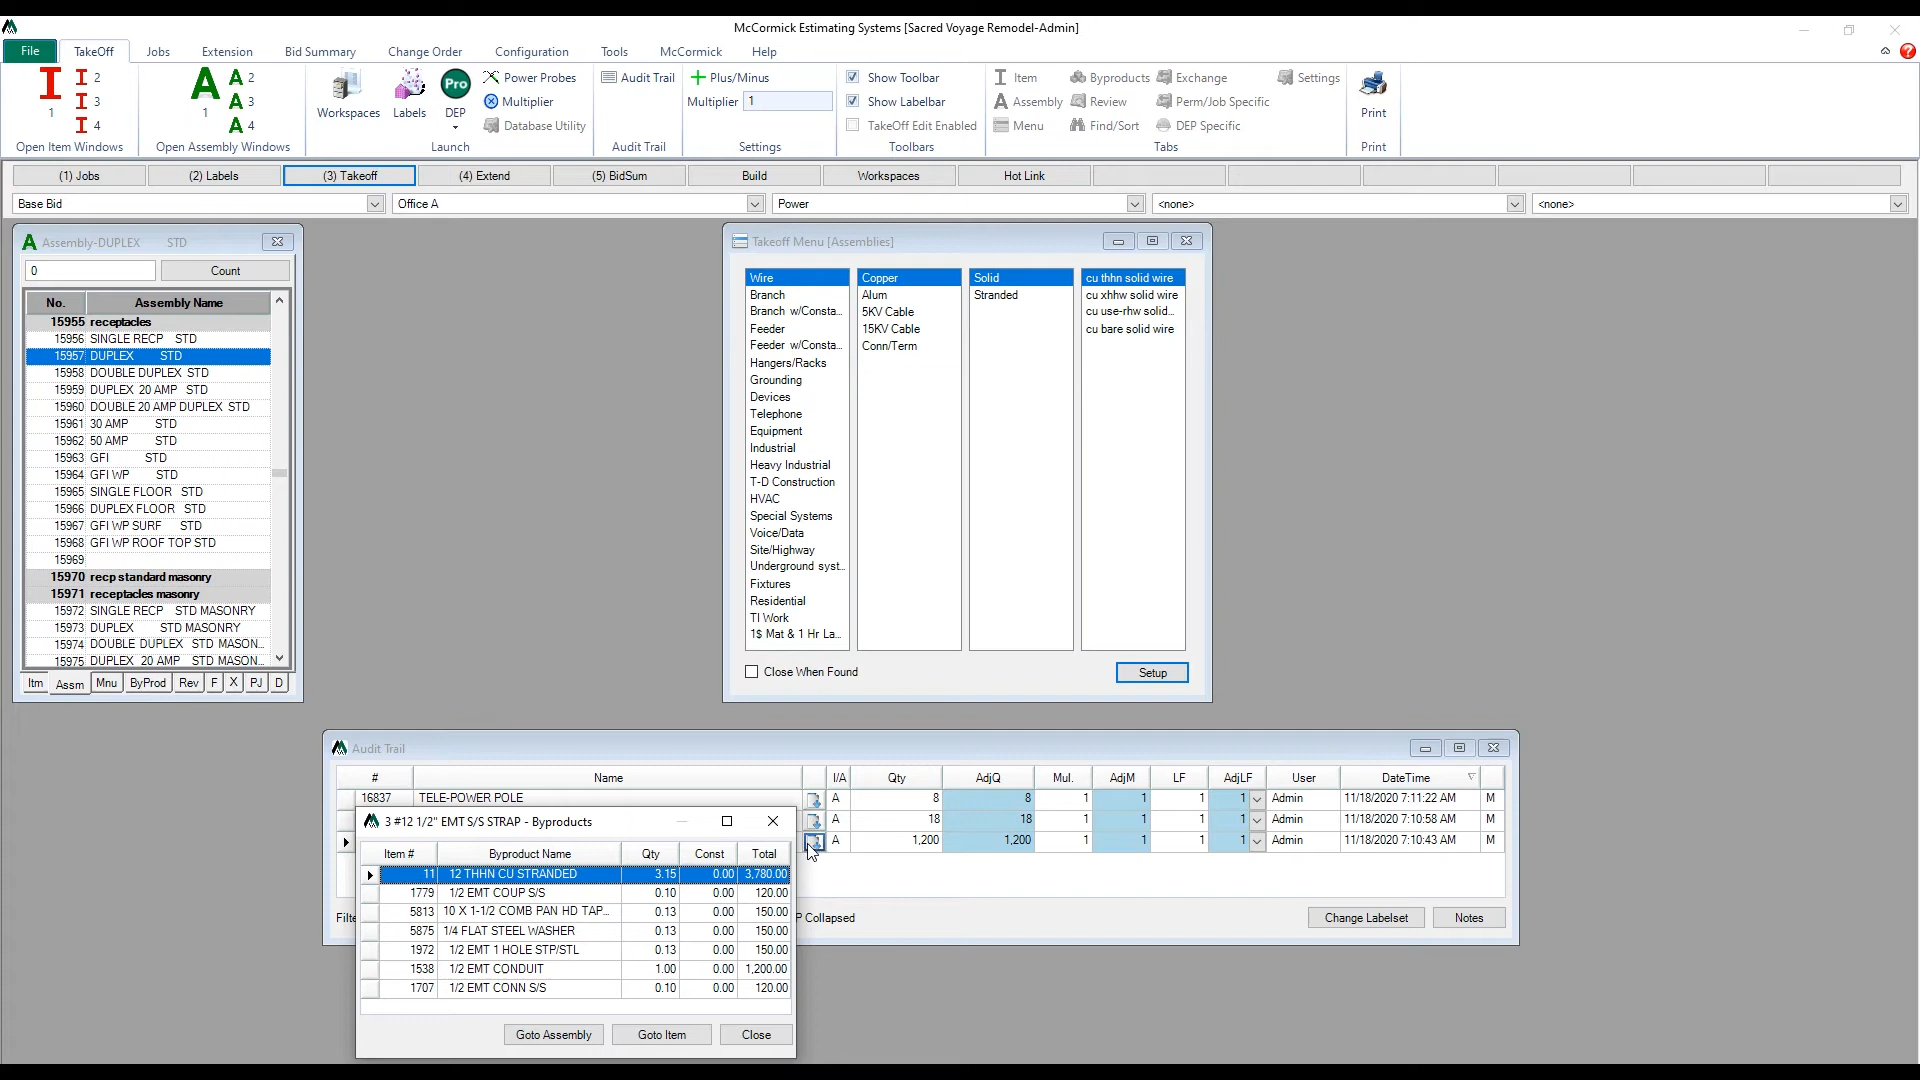 McCormick Estimating Systems [Sacred Voyage Remodel-Admin]
File TakeOff Jobs Extension Bid Summary Change Order Configuration Tools McCormick Help
I 1 I 2 I 3 I 4
Open Item Windows
A 1 A 2 A 3 A 4
Open Assembly Windows
Workspaces Labels Pro DEP
Power Probes
Multiplier
Database Utility
Launch
Audit Trail
Audit Trail
Plus/Minus
Multiplier 1
Settings
Show Toolbar
Show Labelbar
TakeOff Edit Enabled
Toolbars
Item Byproducts Exchange Settings
Assembly Review Perm/Job Specific
Menu Find/Sort DEP Specific
Tabs
Print
Print
(1) Jobs (2) Labels (3) Takeoff (4) Extend (5) BidSum Build Workspaces Hot Link
Base Bid Office A Power <none> <none>
A Assembly-DUPLEX STD
0 Count
No. Assembly Name
15955 receptacles
15956 SINGLE RECP STD
15957 DUPLEX STD
15958 DOUBLE DUPLEX STD
15959 DUPLEX 20 AMP STD
15960 DOUBLE 20 AMP DUPLEX STD
15961 30 AMP STD
15962 50 AMP STD
15963 GFI STD
15964 GFI WP STD
15965 SINGLE FLOOR STD
15966 DUPLEX FLOOR STD
15967 GFI WP SURF STD
15968 GFI WP ROOF TOP STD
15969
15970 recp standard masonry
15971 receptacles masonry
15972 SINGLE RECP STD MASONRY
15973 DUPLEX STD MASONRY
15974 DOUBLE DUPLEX STD MASON...
15975 DUPLEX 20 AMP STD MASON...
Itm Assm Mnu ByProd Rev F X PJ D
Takeoff Menu [Assemblies]
Wire Copper Solid cu thhn solid wire
Branch Alum Stranded cu xhhw solid wire
Branch w/Consta... 5KV Cable cu use-rhw solid...
Feeder 15KV Cable cu bare solid wire
Feeder w/Consta... Conn/Term
Hangers/Racks
Grounding
Devices
Telephone
Equipment
Industrial
Heavy Industrial
T-D Construction
HVAC
Special Systems
Voice/Data
Site/Highway
Underground syst...
Fixtures
Residential
TI Work
1$ Mat & 1 Hr La...
Close When Found Setup
Audit Trail
# Name I/A Qty AdjQ Mul. AdjM LF AdjLF User DateTime
16837 TELE-POWER POLE A 8 8 1 1 1 1 Admin 11/18/2020 7:11:22 AM M
A 18 18 1 1 1 1 Admin 11/18/2020 7:10:58 AM M
A 1,200 1,200 1 1 1 1 Admin 11/18/2020 7:10:43 AM M
P Collapsed Change Labelset Notes
3 #12 1/2" EMT S/S STRAP - Byproducts
Item # Byproduct Name Qty Const Total
11 12 THHN CU STRANDED 3.15 0.00 3,780.00
1779 1/2 EMT COUP S/S 0.10 0.00 120.00
5813 10 X 1-1/2 COMB PAN HD TAP... 0.13 0.00 150.00
5875 1/4 FLAT STEEL WASHER 0.13 0.00 150.00
1972 1/2 EMT 1 HOLE STP/STL 0.13 0.00 150.00
1538 1/2 EMT CONDUIT 1.00 0.00 1,200.00
1707 1/2 EMT CONN S/S 0.10 0.00 120.00
Goto Assembly Goto Item Close